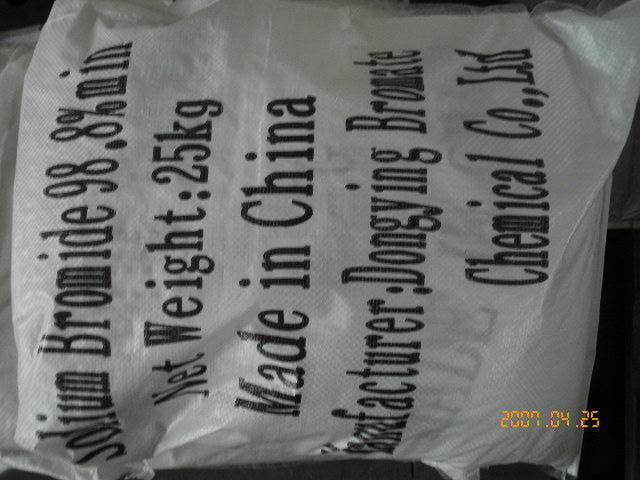 Sodium Bromide 98.8%min
Net Weight:25kg
Made in China
Manufacturer:Dongying Bromate
Chemical Co.,Ltd
2007.04.25